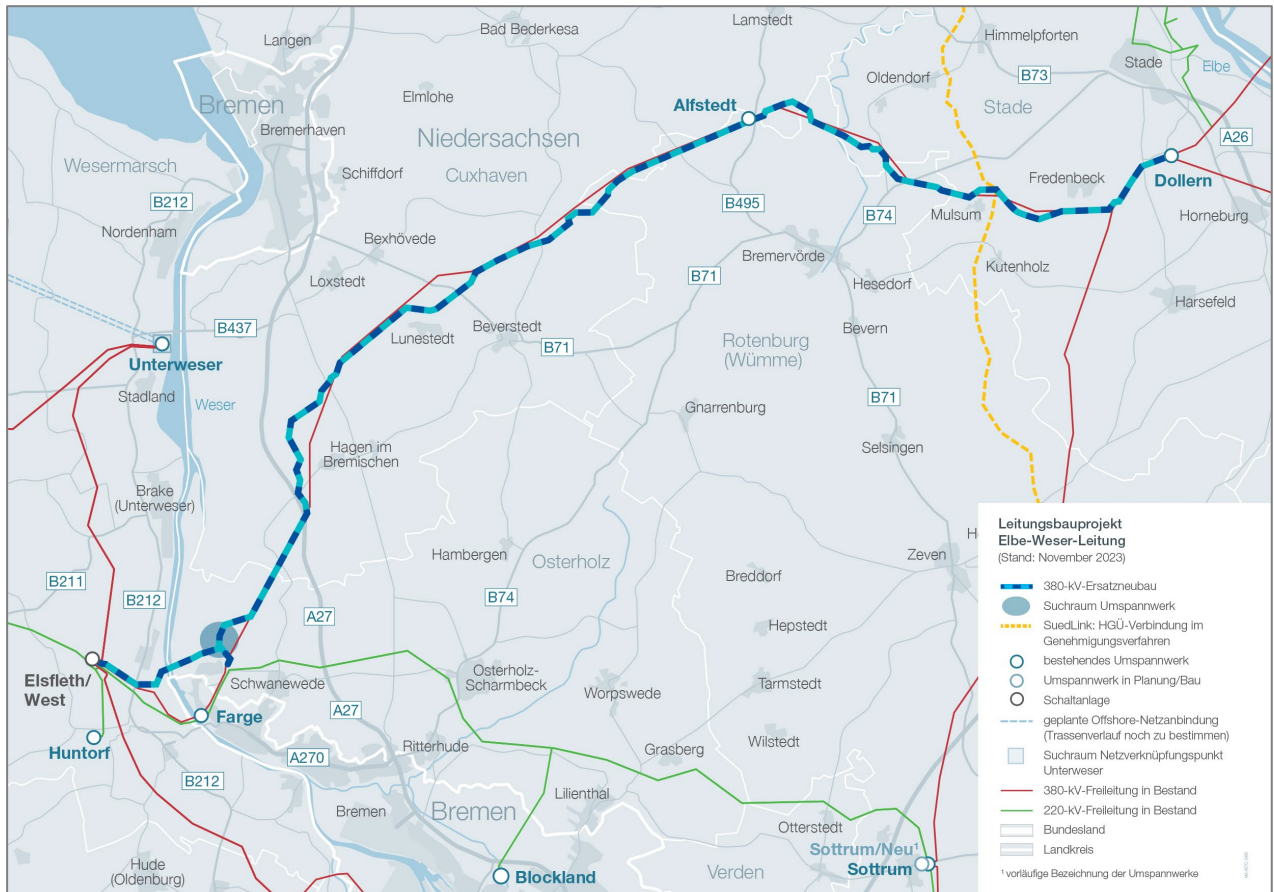 Langen
Bad Bederkesa
Lamstedt
Himmelpforten
Stade
Elbe
B73
Oldendorf
Stade
Elmlohe
Bremen
Bremerhaven
Alfstedt
A26
Niedersachsen
Cuxhaven
Wesermarsch
Schiffdorf
Dollern
Fredenbeck
B212
B495
B74
Mulsum
Horneburg
Nordenham
Bexhövede
Bremervörde
Kutenholz
Loxstedt
B71
Hesedorf
Harsefeld
B437
Lunestedt
Beverstedt
Bevern
B71
Rotenburg
(Wümme)
Unterweser
Stadland
Weser
B71
Gnarrenburg
Selsingen
Hagen im
Bremischen
Brake
(Unterweser)
Hambergen
Osterholz
Zeven
B211
B212
B74
Breddorf
A27
Hepstedt
Elsfleth/
West
Schwanewede
Osterholz-
Scharmbeck
Worpswede
Tarmstedt
Farge
A27
Huntorf
Ritterhude
Grasberg
Wilstedt
A270
B212
Bremen
Bremen
Lilienthal
Otterstedt
Sottrum/Neu¹
Sottrum
Hude
(Oldenburg)
Blockland
Verden
Leitungsbauprojekt
Elbe-Weser-Leitung
(Stand: November 2023)
380-kV-Ersatzneubau
Suchraum Umspannwerk
SuedLink: HGÜ-Verbindung im
Genehmigungsverfahren
bestehendes Umspannwerk
Umspannwerk in Planung/Bau
Schaltanlage
geplante Offshore-Netzanbindung
(Trassenverlauf noch zu bestimmen)
Suchraum Netzverknüpfungspunkt
Unterweser
380-kV-Freileitung in Bestand
220-kV-Freileitung in Bestand
Bundesland
Landkreis
¹ vorläufige Bezeichnung der Umspannwerke